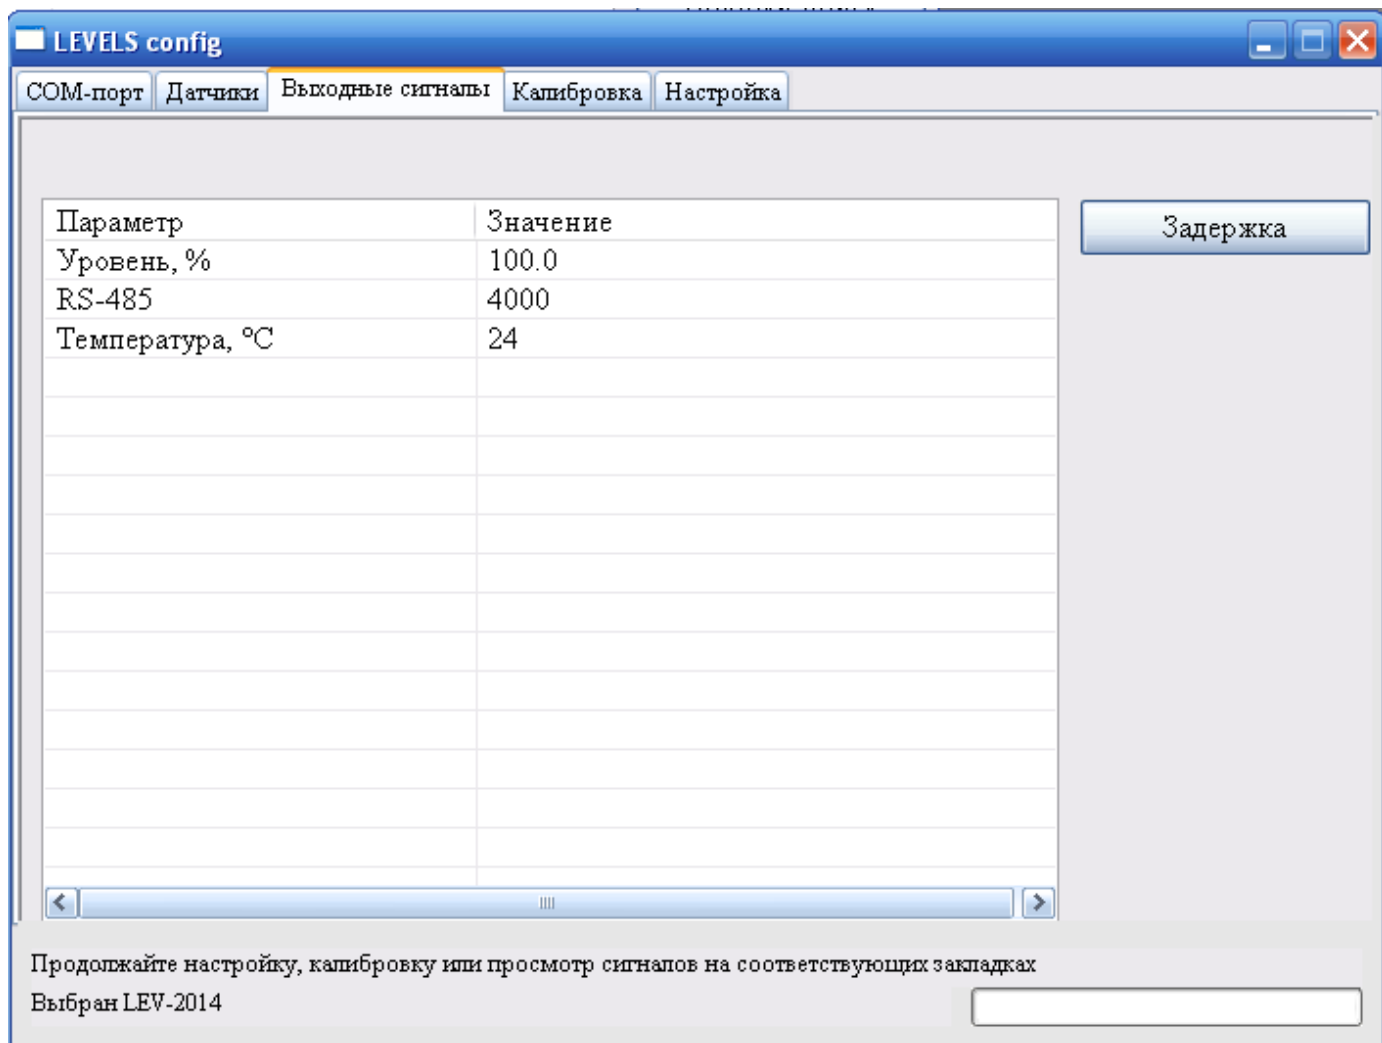 LEVELS config
COM-порт Датчики Выходные сигналы Калибровка Настройка
Параметр Значение Задержка
Уровень, % 100.0
RS-485 4000
Температура, °C 24
Продолжайте настройку, калибровку или просмотр сигналов на соответствующих закладках
Выбран LEV-2014